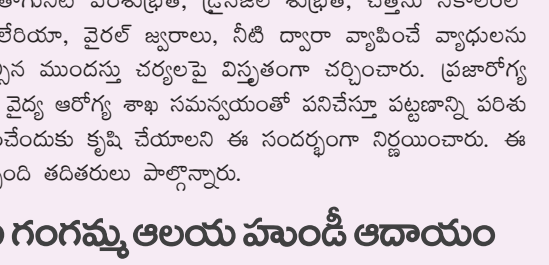 తాగునీటి పరిశుభ్రత, డ్రైనేజీల శుభ్రత, చెత్తను సకాలంలో
లేరియా, వైరల్ జ్వరాలు, నీటి ద్వారా వ్యాపించే వ్యాధులను
సిన ముందస్తు చర్యలపై విస్తృతంగా చర్చించారు. ప్రజారోగ్య
వైద్య ఆరోగ్య శాఖ సమన్వయంతో పనిచేస్తూ పట్టణాన్ని పరిశు
చేందుకు కృషి చేయాలని ఈ సందర్భంగా నిర్ణయించారు. ఈ
ంది తదితరులు పాల్గొన్నారు.
గంగమ్మ ఆలయ హుండీ ఆదాయం